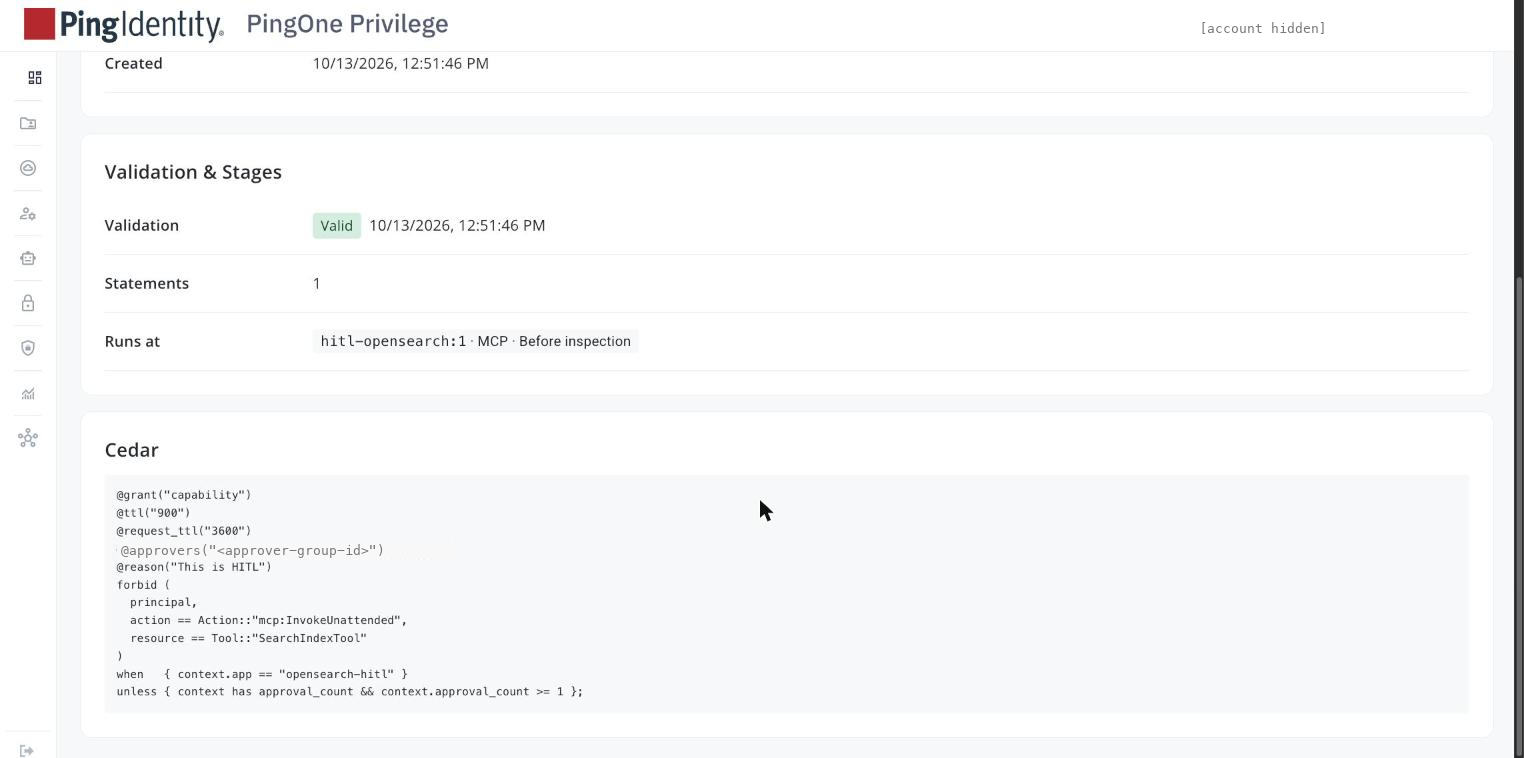 PingIdentity® PingOne Privilege [account hidden]
Created 10/13/2026, 12:51:46 PM
Validation & Stages
Validation Valid 10/13/2026, 12:51:46 PM
Statements 1
Runs at hitl-opensearch:1 · MCP · Before inspection
Cedar
@grant("capability")
@ttl("900")
@request_ttl("3600")
@approvers("<approver-group-id>")
@reason("This is HITL")
forbid (
  principal,
  action == Action::"mcp:InvokeUnattended",
  resource == Tool::"SearchIndexTool"
)
when   { context.app == "opensearch-hitl" }
unless { context has approval_count && context.approval_count >= 1 };